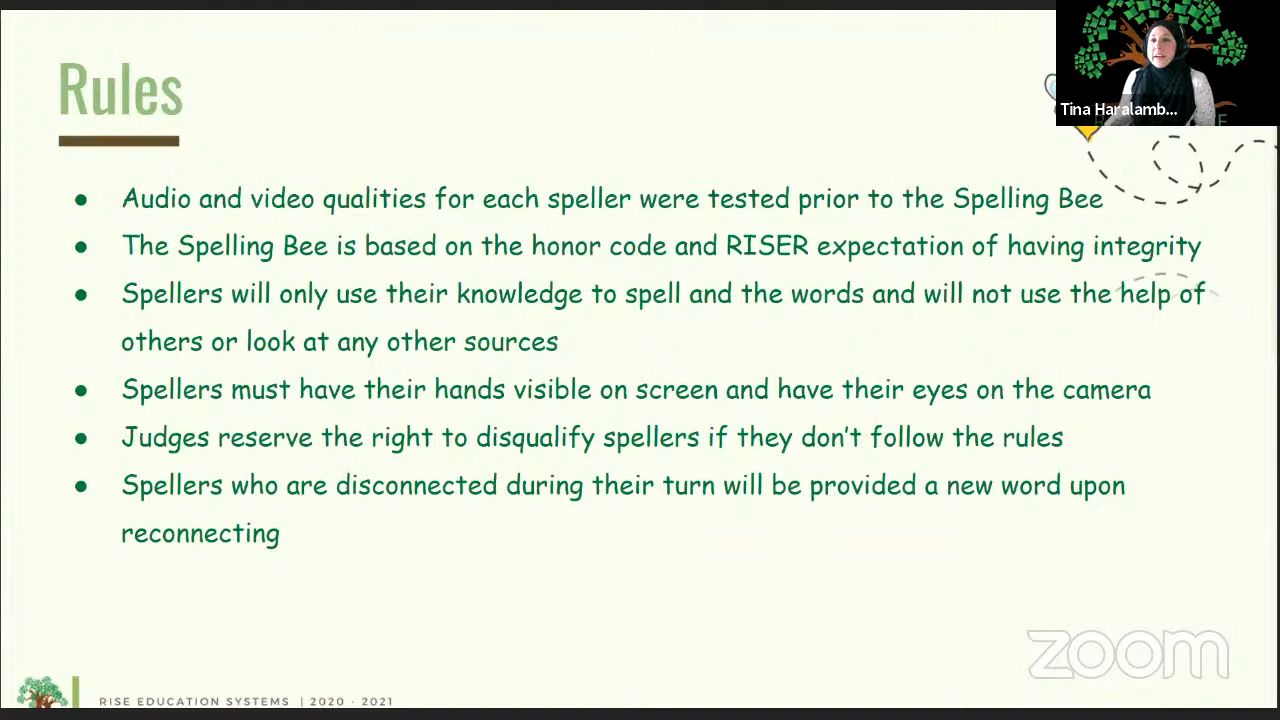 Rules
Tina Haralamb...
● Audio and video qualities for each speller were tested prior to the Spelling Bee
● The Spelling Bee is based on the honor code and RISER expectation of having integrity
● Spellers will only use their knowledge to spell and the words and will not use the help of
others or look at any other sources
● Spellers must have their hands visible on screen and have their eyes on the camera
● Judges reserve the right to disqualify spellers if they don't follow the rules
● Spellers who are disconnected during their turn will be provided a new word upon
reconnecting
zoom
RISE EDUCATION SYSTEMS | 2020 · 2021